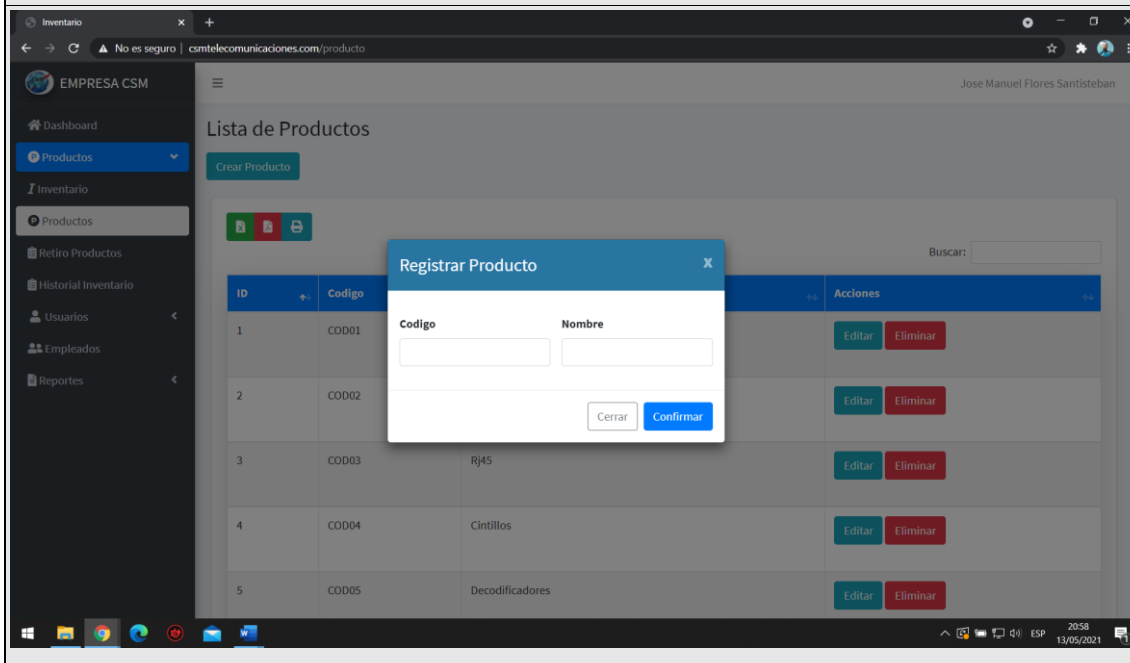 Inventario
No es seguro | csmtelecomunicaciones.com/producto
EMPRESA CSM
Jose Manuel Flores Santisteban
Dashboard
Productos
Inventario
Productos
Retiro Productos
Historial Inventario
Usuarios
Empleados
Reportes
Lista de Productos
Crear Producto
Buscar:
Registrar Producto x
Codigo Nombre
Cerrar Confirmar
ID Codigo Acciones
1 COD01 Editar Eliminar
2 COD02 Editar Eliminar
3 COD03 Rj45 Editar Eliminar
4 COD04 Cintillos Editar Eliminar
5 COD05 Decodificadores Editar Eliminar
ESP 20:58
13/05/2021